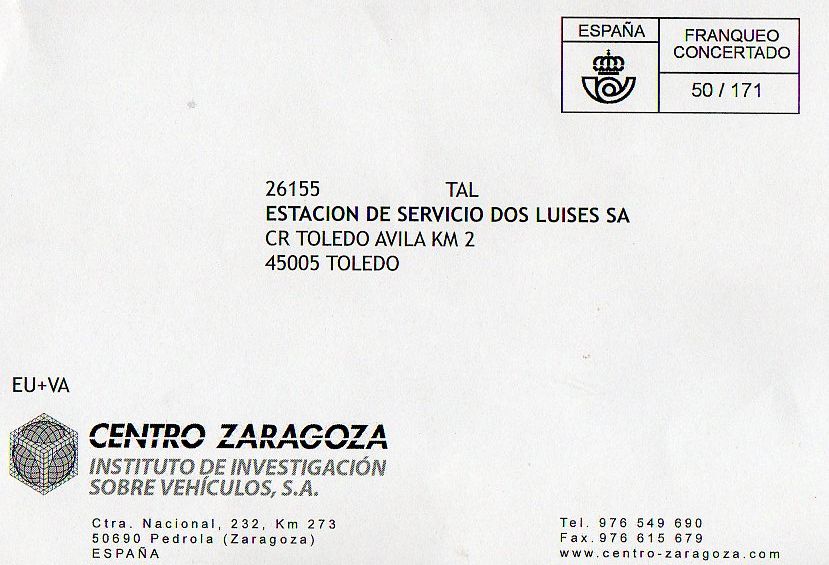 ESPAÑA
FRANQUEO
CONCERTADO
50 / 171
26155 TAL
ESTACION DE SERVICIO DOS LUISES SA
CR TOLEDO AVILA KM 2
45005 TOLEDO
EU+VA
CENTRO ZARAGOZA
INSTITUTO DE INVESTIGACIÓN
SOBRE VEHÍCULOS, S.A.
Ctra. Nacional, 232, Km 273
50690 Pedrola (Zaragoza)
ESPAÑA
Tel. 976 549 690
Fax. 976 615 679
www.centro-zaragoza.com